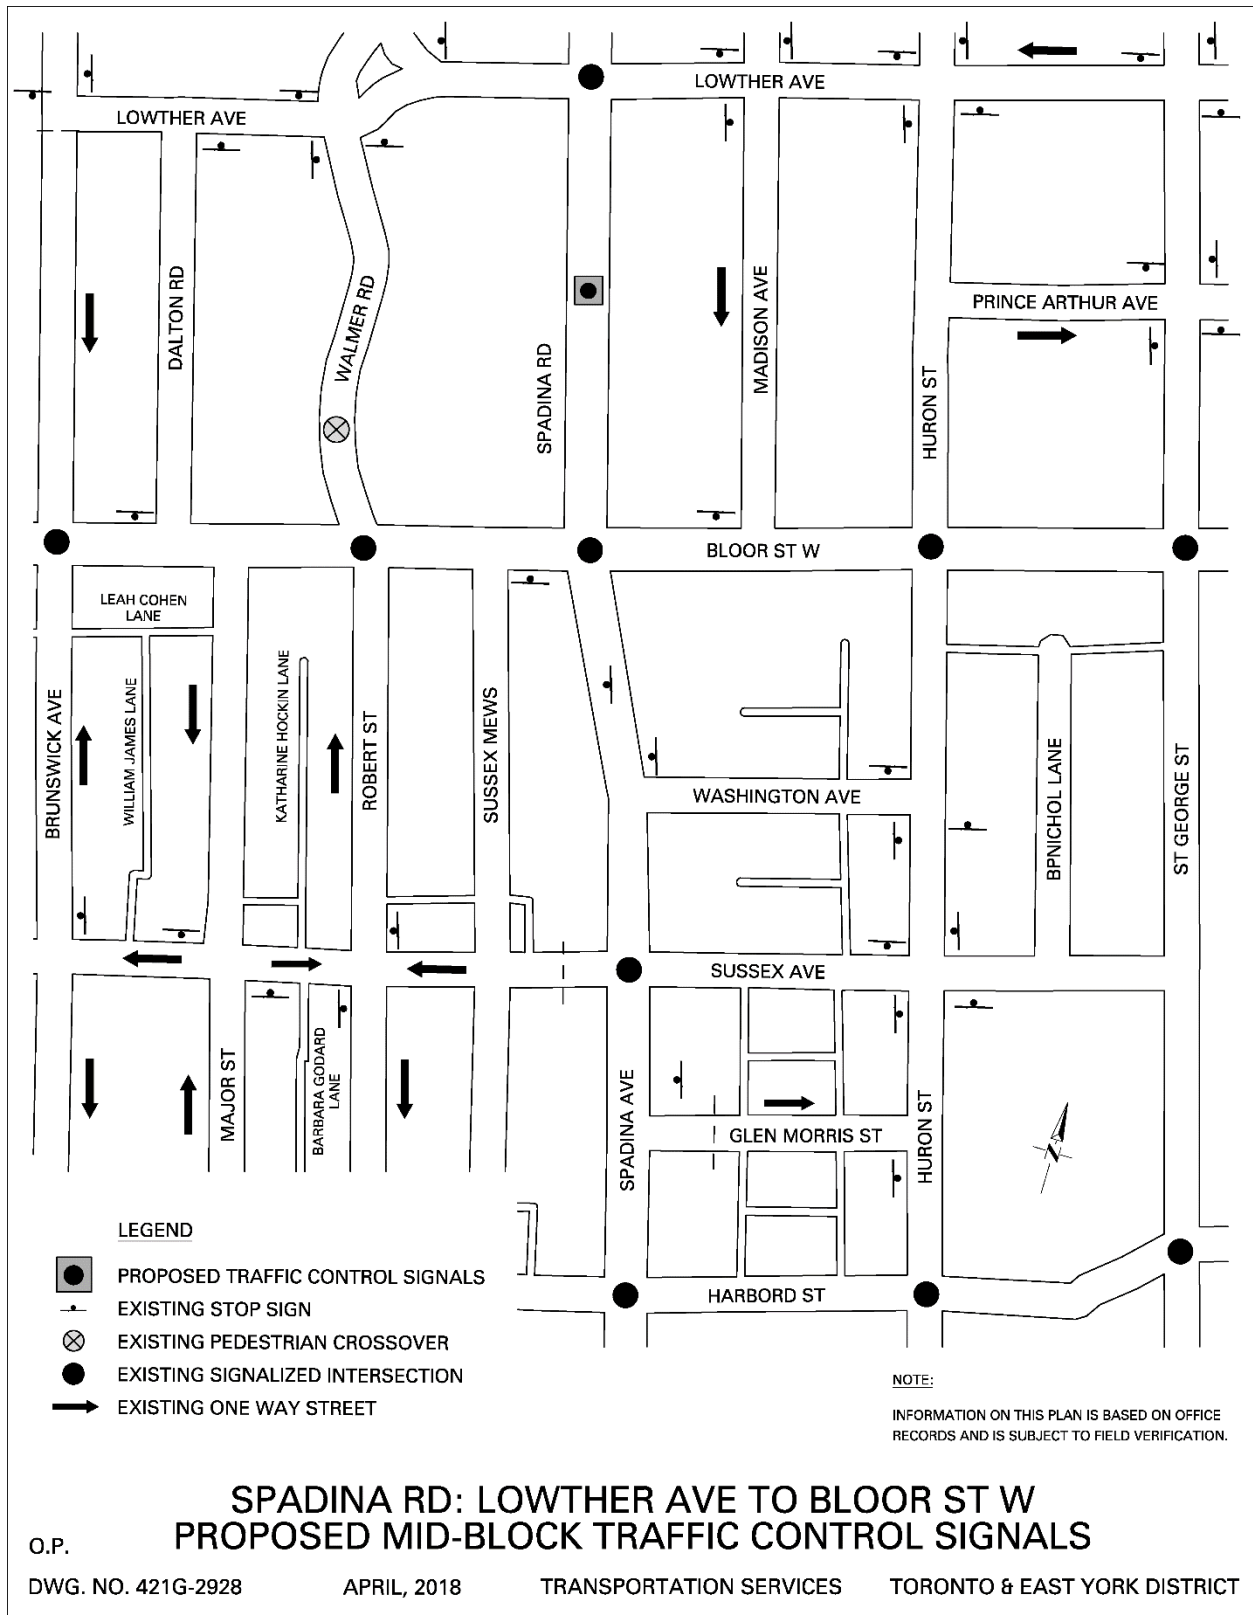 LOWTHER AVE
LOWTHER AVE
DALTON RD
WALMER RD
SPADINA RD
MADISON AVE
HURON ST
PRINCE ARTHUR AVE
BLOOR ST W
LEAH COHEN
LANE
BRUNSWICK AVE
WILLIAM JAMES LANE
KATHARINE HOCKIN LANE
ROBERT ST
SUSSEX MEWS
WASHINGTON AVE
BPNICHOL LANE
ST GEORGE ST
SUSSEX AVE
MAJOR ST
BARBARA GODARD
LANE
SPADINA AVE
GLEN MORRIS ST
HURON ST
N
HARBORD ST
LEGEND
PROPOSED TRAFFIC CONTROL SIGNALS
EXISTING STOP SIGN
EXISTING PEDESTRIAN CROSSOVER
EXISTING SIGNALIZED INTERSECTION
EXISTING ONE WAY STREET
NOTE:
INFORMATION ON THIS PLAN IS BASED ON OFFICE
RECORDS AND IS SUBJECT TO FIELD VERIFICATION.
SPADINA RD: LOWTHER AVE TO BLOOR ST W
PROPOSED MID-BLOCK TRAFFIC CONTROL SIGNALS
O.P.
DWG. NO. 421G-2928 APRIL, 2018 TRANSPORTATION SERVICES TORONTO & EAST YORK DISTRICT